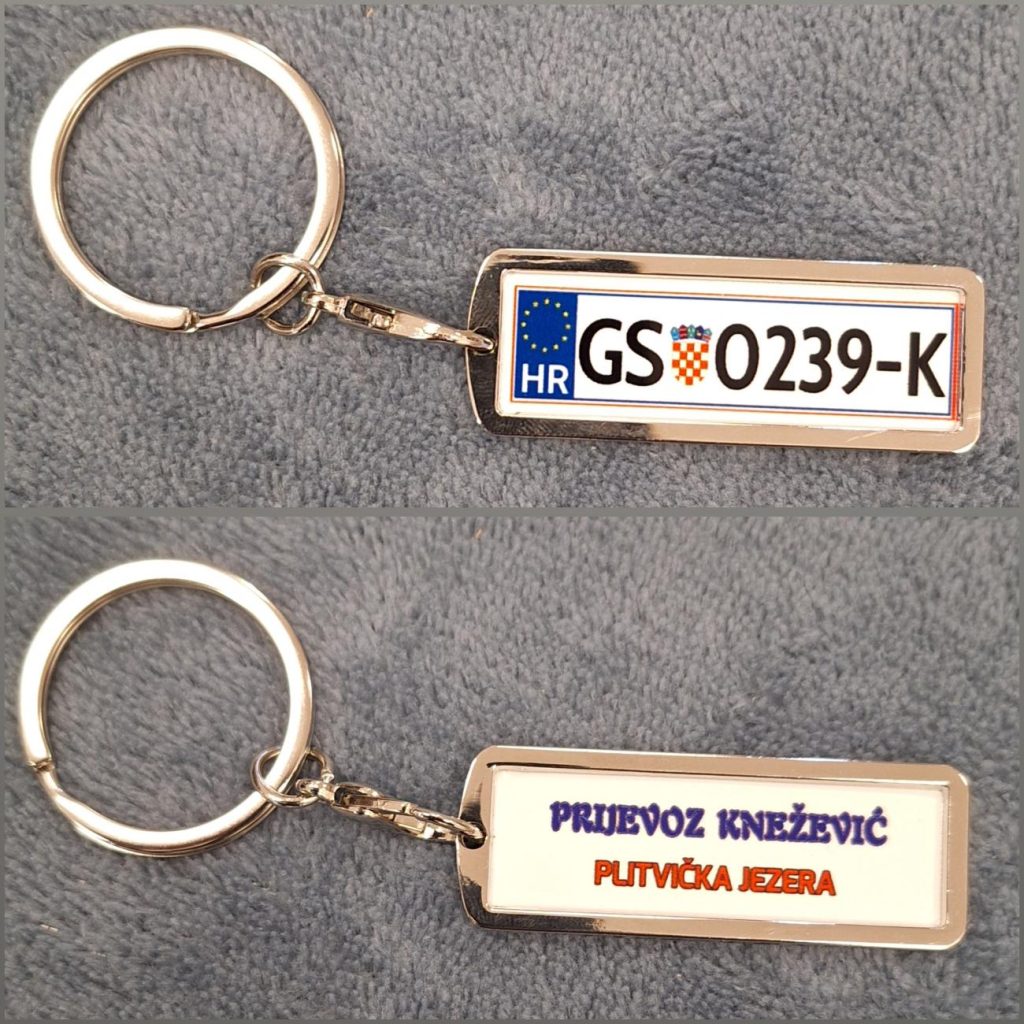 HR GS 0239-K
PRIJEVOZ KNEŽEVIĆ
PLITVIČKA JEZERA